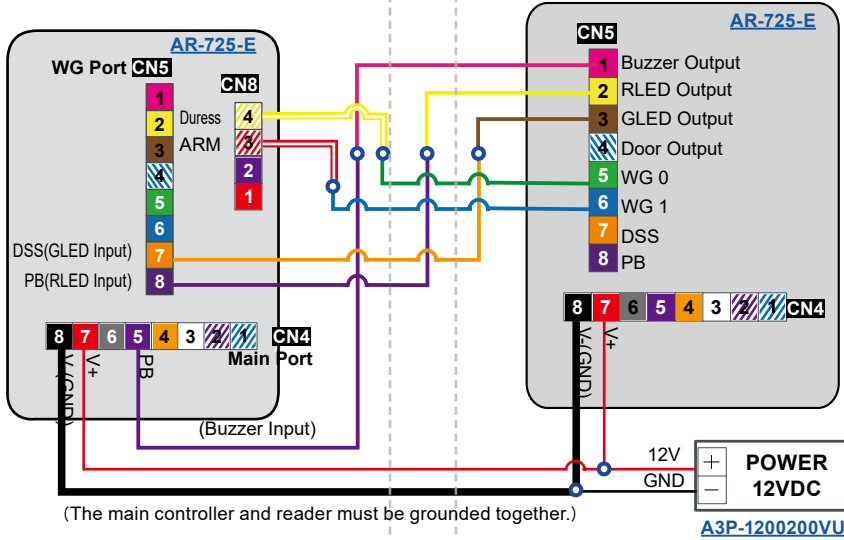 AR-725-E
WG Port CN5
CN8
1
2
3
4
5
6
7
8
Duress
ARM
4
3
2
1
DSS(GLED Input)
PB(RLED Input)
8 7 6 5 4 3 2 1 CN4
Main Port
V-(GND)
V+
PB
(Buzzer Input)
AR-725-E
CN5
1 Buzzer Output
2 RLED Output
3 GLED Output
4 Door Output
5 WG 0
6 WG 1
7 DSS
8 PB
8 7 6 5 4 3 2 1 CN4
V-(GND)
V+
12V
GND
+
−
POWER
12VDC
(The main controller and reader must be grounded together.)
A3P-1200200VU